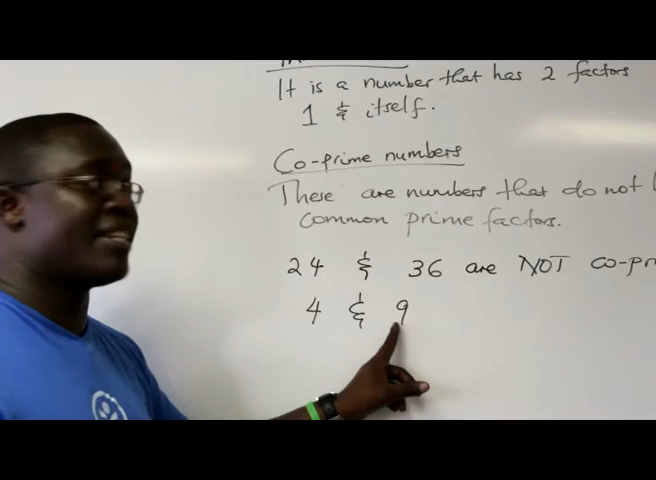 It is a number that has 2 factors
1 & itself.
Co-prime numbers
These are numbers that do not
common prime factors.
24 & 36 are NOT co-pr
4 & 9